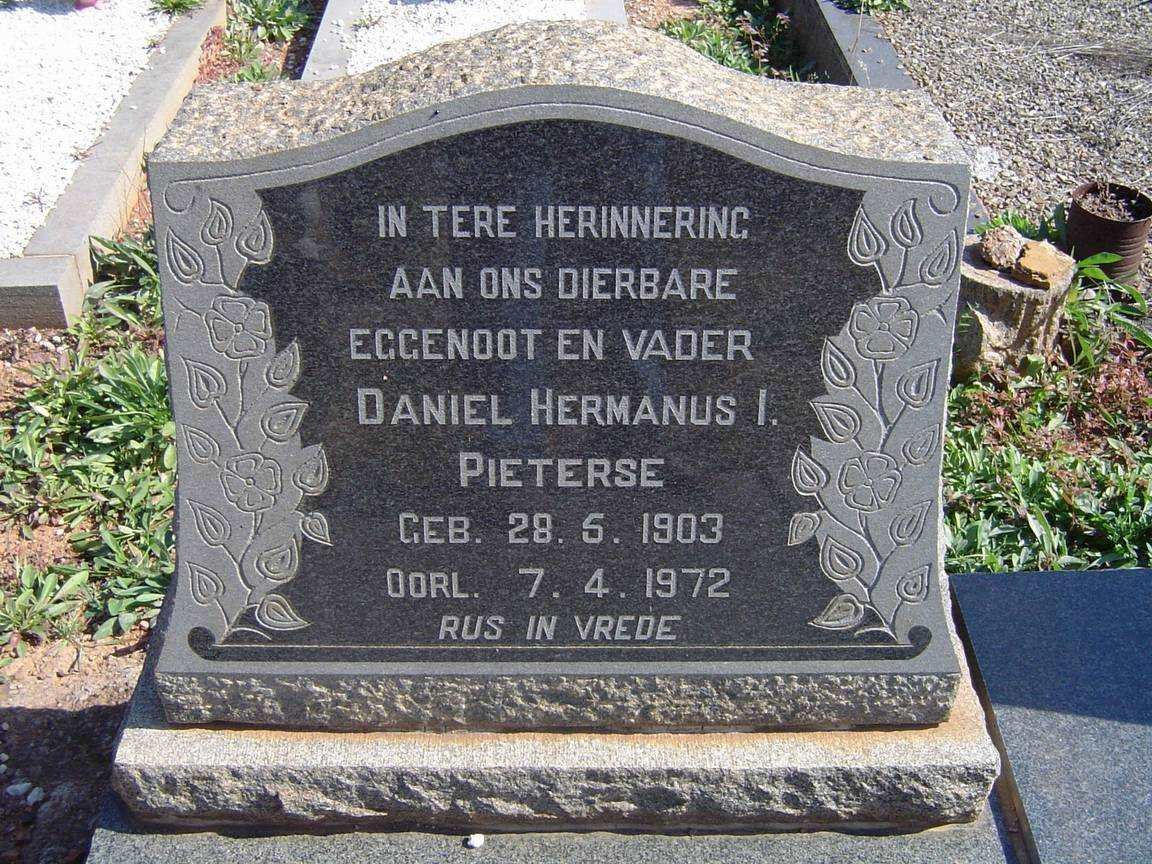 IN TERE HERINNERING
AAN ONS DIERBARE
EGGENOOT EN VADER
DANIEL HERMANUS I.
PIETERSE
GEB. 28. 5. 1903
OORL. 7. 4. 1972
RUS IN VREDE